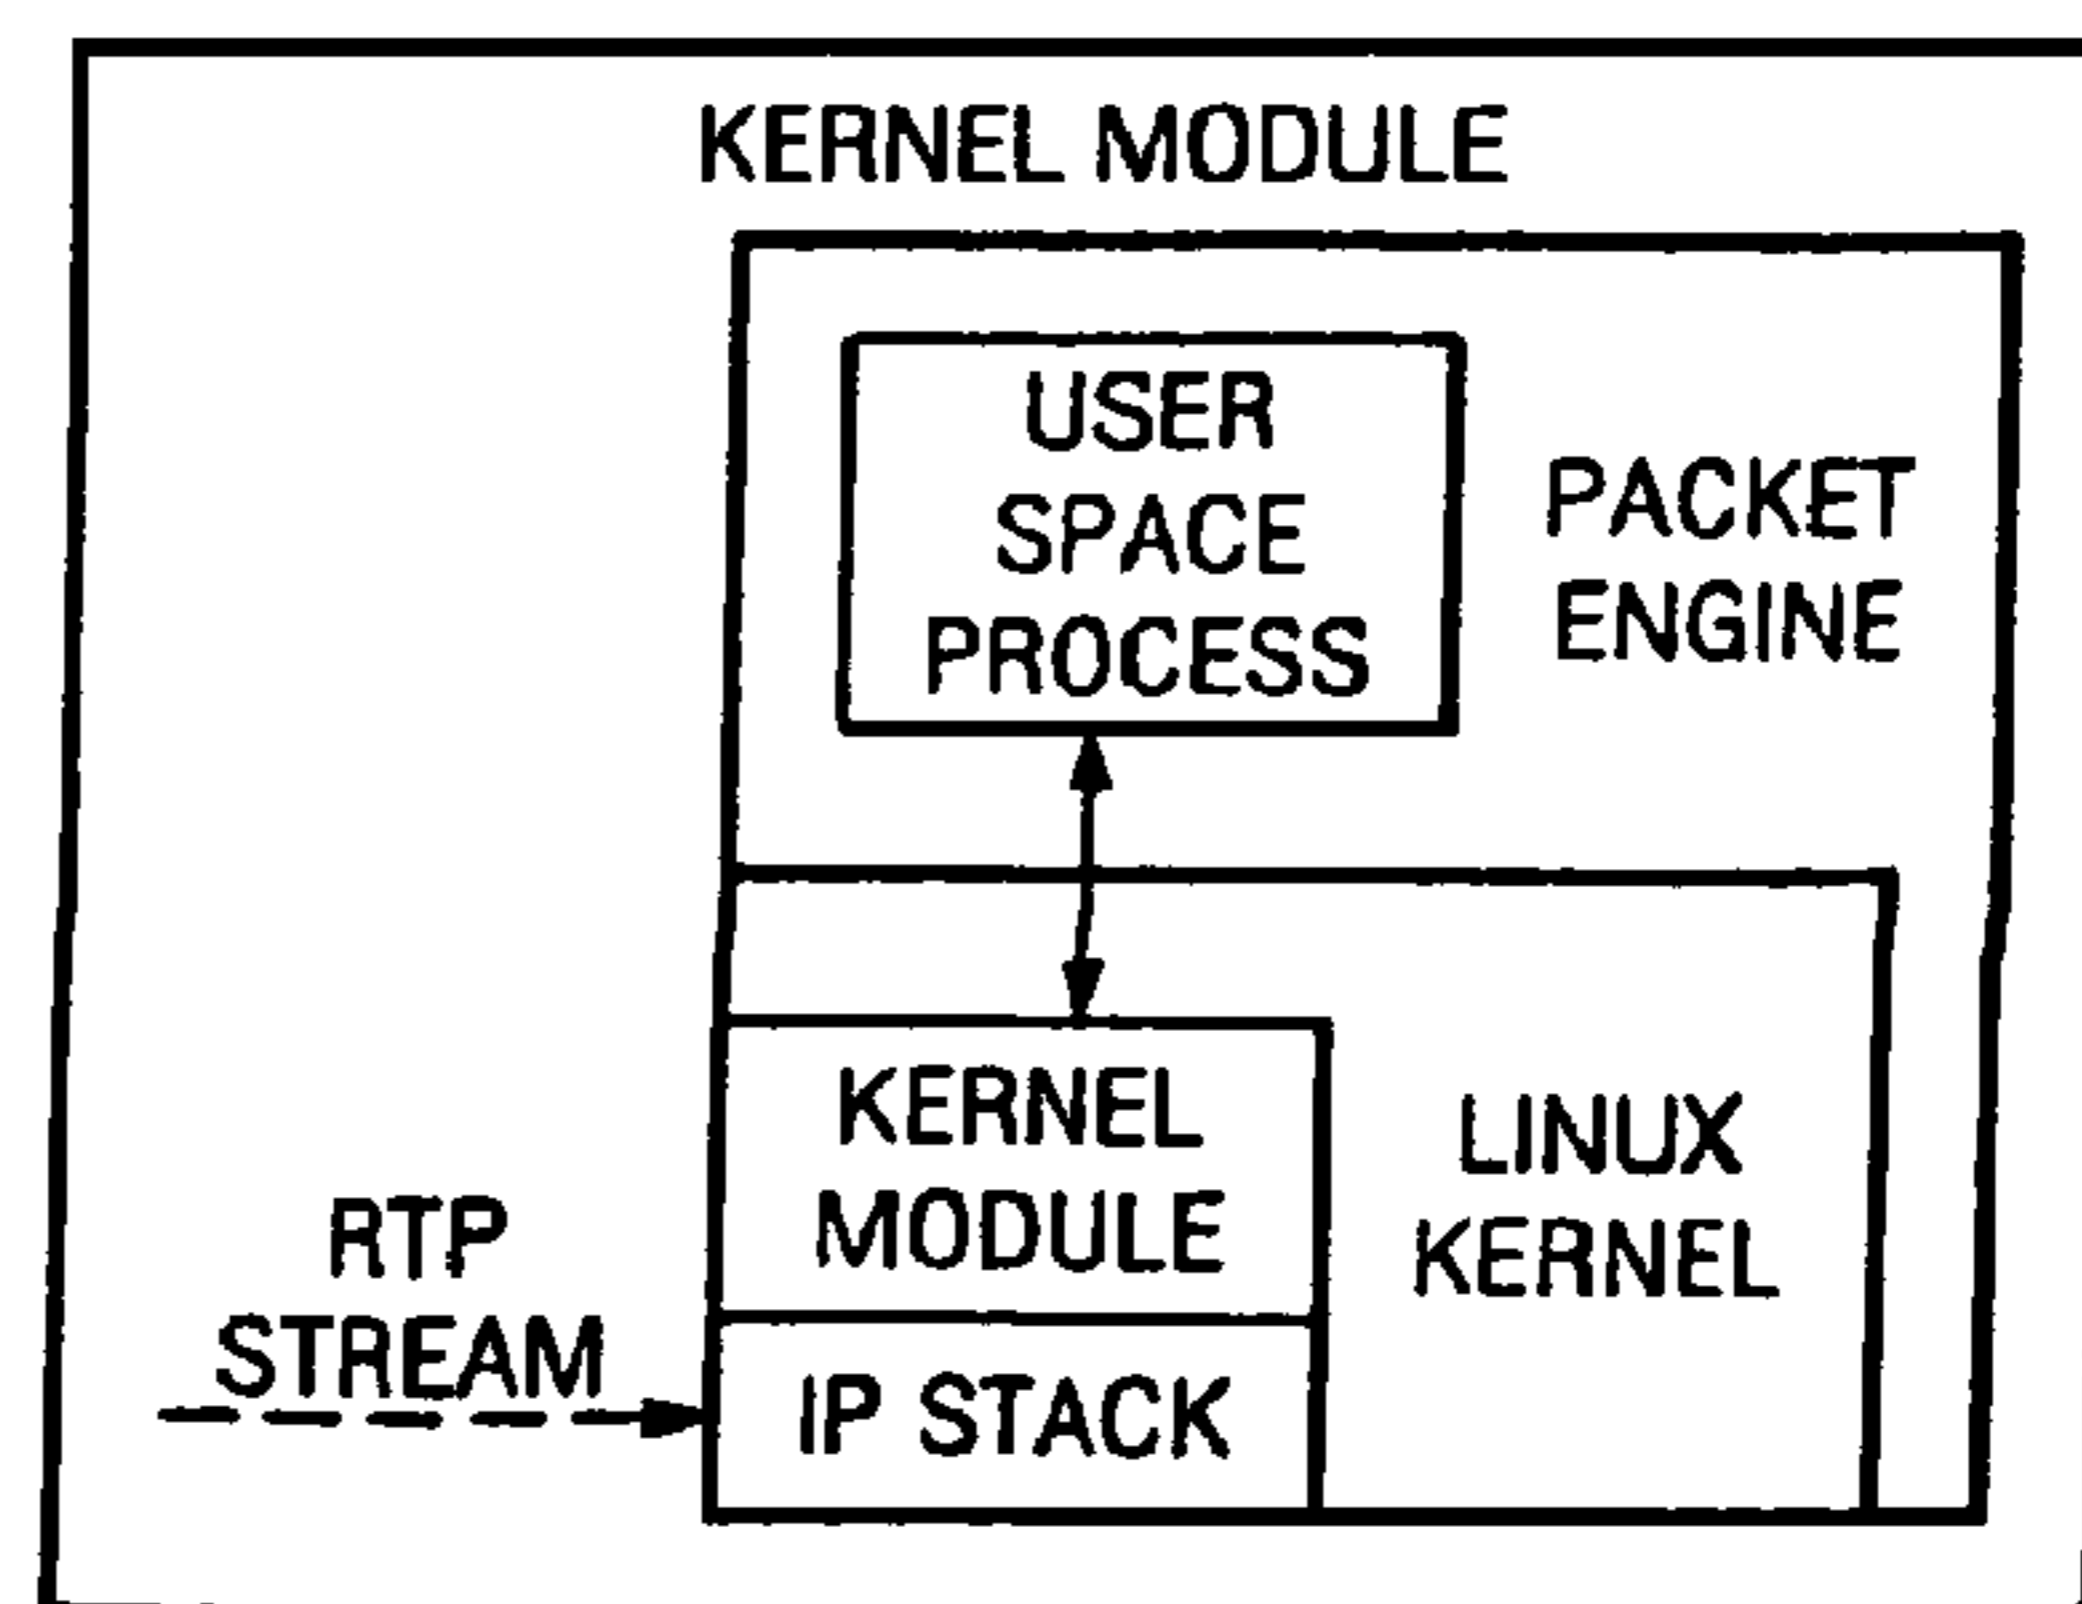 KERNEL MODULE
USER
SPACE
PROCESS
PACKET
ENGINE
KERNEL
MODULE
LINUX
KERNEL
RTP
STREAM
IP STACK